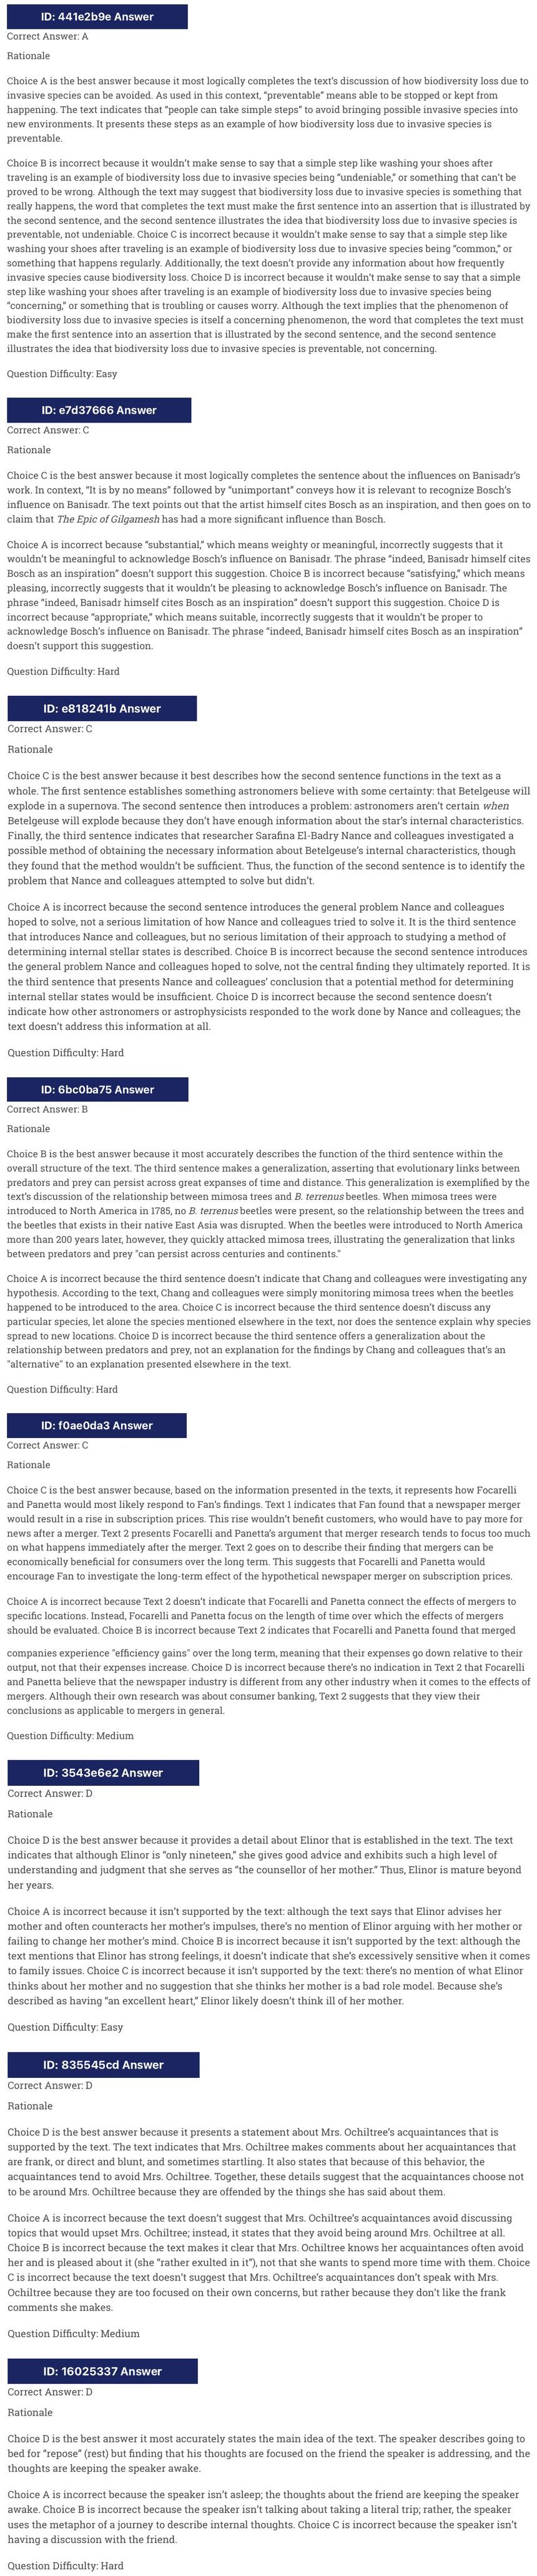 ID: 441e2b9e Answer
Correct Answer: A
Rationale
Choice A is the best answer because it most logically completes the text's discussion of how biodiversity loss due to
invasive species can be avoided. As used in this context, “preventable” means able to be stopped or kept from
happening. The text indicates that “people can take simple steps” to avoid bringing possible invasive species into
new environments. It presents these steps as an example of how biodiversity loss due to invasive species is
preventable.
Choice B is incorrect because it wouldn't make sense to say that a simple step like washing your shoes after
traveling is an example of biodiversity loss due to invasive species being “undeniable,” or something that can't be
proved to be wrong. Although the text may suggest that biodiversity loss due to invasive species is something that
really happens, the word that completes the text must make the first sentence into an assertion that is illustrated by
the second sentence, and the second sentence illustrates the idea that biodiversity loss due to invasive species is
preventable, not undeniable. Choice C is incorrect because it wouldn't make sense to say that a simple step like
washing your shoes after traveling is an example of biodiversity loss due to invasive species being “common,” or
something that happens regularly. Additionally, the text doesn't provide any information about how frequently
invasive species cause biodiversity loss. Choice D is incorrect because it wouldn't make sense to say that a simple
step like washing your shoes after traveling is an example of biodiversity loss due to invasive species being
“concerning,” or something that is troubling or causes worry. Although the text implies that the phenomenon of
biodiversity loss due to invasive species is itself a concerning phenomenon, the word that completes the text must
make the first sentence into an assertion that is illustrated by the second sentence, and the second sentence
illustrates the idea that biodiversity loss due to invasive species is preventable, not concerning.
Question Difficulty: Easy
ID: e7d37666 Answer
Correct Answer: C
Rationale
Choice C is the best answer because it most logically completes the sentence about the influences on Banisadr's
work. In context, “It is by no means” followed by “unimportant” conveys how it is relevant to recognize Bosch's
influence on Banisadr. The text points out that the artist himself cites Bosch as an inspiration, and then goes on to
claim that The Epic of Gilgamesh has had a more significant influence than Bosch.
Choice A is incorrect because “substantial,” which means weighty or meaningful, incorrectly suggests that it
wouldn't be meaningful to acknowledge Bosch's influence on Banisadr. The phrase “indeed, Banisadr himself cites
Bosch as an inspiration” doesn't support this suggestion. Choice B is incorrect because “satisfying,” which means
pleasing, incorrectly suggests that it wouldn't be pleasing to acknowledge Bosch's influence on Banisadr. The
phrase “indeed, Banisadr himself cites Bosch as an inspiration” doesn't support this suggestion. Choice D is
incorrect because “appropriate,” which means suitable, incorrectly suggests that it wouldn't be proper to
acknowledge Bosch's influence on Banisadr. The phrase “indeed, Banisadr himself cites Bosch as an inspiration”
doesn't support this suggestion.
Question Difficulty: Hard
ID: e818241b Answer
Correct Answer: C
Rationale
Choice C is the best answer because it best describes how the second sentence functions in the text as a
whole. The first sentence establishes something astronomers believe with some certainty: that Betelgeuse will
explode in a supernova. The second sentence then introduces a problem: astronomers aren't certain when
Betelgeuse will explode because they don't have enough information about the star's internal characteristics.
Finally, the third sentence indicates that researcher Sarafina El-Badry Nance and colleagues investigated a
possible method of obtaining the necessary information about Betelgeuse's internal characteristics, though
they found that the method wouldn't be sufficient. Thus, the function of the second sentence is to identify the
problem that Nance and colleagues attempted to solve but didn't.
Choice A is incorrect because the second sentence introduces the general problem Nance and colleagues
hoped to solve, not a serious limitation of how Nance and colleagues tried to solve it. It is the third sentence
that introduces Nance and colleagues, but no serious limitation of their approach to studying a method of
determining internal stellar states is described. Choice B is incorrect because the second sentence introduces
the general problem Nance and colleagues hoped to solve, not the central finding they ultimately reported. It is
the third sentence that presents Nance and colleagues' conclusion that a potential method for determining
internal stellar states would be insufficient. Choice D is incorrect because the second sentence doesn't
indicate how other astronomers or astrophysicists responded to the work done by Nance and colleagues; the
text doesn't address this information at all.
Question Difficulty: Hard
ID: 6bc0ba75 Answer
Correct Answer: B
Rationale
Choice B is the best answer because it most accurately describes the function of the third sentence within the
overall structure of the text. The third sentence makes a generalization, asserting that evolutionary links between
predators and prey can persist across great expanses of time and distance. This generalization is exemplified by the
text's discussion of the relationship between mimosa trees and B. terrenus beetles. When mimosa trees were
introduced to North America in 1785, no B. terrenus beetles were present, so the relationship between the trees and
the beetles that exists in their native East Asia was disrupted. When the beetles were introduced to North America
more than 200 years later, however, they quickly attacked mimosa trees, illustrating the generalization that links
between predators and prey "can persist across centuries and continents."
Choice A is incorrect because the third sentence doesn't indicate that Chang and colleagues were investigating any
hypothesis. According to the text, Chang and colleagues were simply monitoring mimosa trees when the beetles
happened to be introduced to the area. Choice C is incorrect because the third sentence doesn't discuss any
particular species, let alone the species mentioned elsewhere in the text, nor does the sentence explain why species
spread to new locations. Choice D is incorrect because the third sentence offers a generalization about the
relationship between predators and prey, not an explanation for the findings by Chang and colleagues that's an
"alternative" to an explanation presented elsewhere in the text.
Question Difficulty: Hard
ID: f0ae0da3 Answer
Correct Answer: C
Rationale
Choice C is the best answer because, based on the information presented in the texts, it represents how Focarelli
and Panetta would most likely respond to Fan's findings. Text 1 indicates that Fan found that a newspaper merger
would result in a rise in subscription prices. This rise wouldn't benefit customers, who would have to pay more for
news after a merger. Text 2 presents Focarelli and Panetta's argument that merger research tends to focus too much
on what happens immediately after the merger. Text 2 goes on to describe their finding that mergers can be
economically beneficial for consumers over the long term. This suggests that Focarelli and Panetta would
encourage Fan to investigate the long-term effect of the hypothetical newspaper merger on subscription prices.
Choice A is incorrect because Text 2 doesn't indicate that Focarelli and Panetta connect the effects of mergers to
specific locations. Instead, Focarelli and Panetta focus on the length of time over which the effects of mergers
should be evaluated. Choice B is incorrect because Text 2 indicates that Focarelli and Panetta found that merged
companies experience "efficiency gains" over the long term, meaning that their expenses go down relative to their
output, not that their expenses increase. Choice D is incorrect because there's no indication in Text 2 that Focarelli
and Panetta believe that the newspaper industry is different from any other industry when it comes to the effects of
mergers. Although their own research was about consumer banking, Text 2 suggests that they view their
conclusions as applicable to mergers in general.
Question Difficulty: Medium
ID: 3543e6e2 Answer
Correct Answer: D
Rationale
Choice D is the best answer because it provides a detail about Elinor that is established in the text. The text
indicates that although Elinor is “only nineteen,” she gives good advice and exhibits such a high level of
understanding and judgment that she serves as “the counsellor of her mother.” Thus, Elinor is mature beyond
her years.
Choice A is incorrect because it isn't supported by the text: although the text says that Elinor advises her
mother and often counteracts her mother's impulses, there's no mention of Elinor arguing with her mother or
failing to change her mother's mind. Choice B is incorrect because it isn't supported by the text: although the
text mentions that Elinor has strong feelings, it doesn't indicate that she's excessively sensitive when it comes
to family issues. Choice C is incorrect because it isn't supported by the text: there's no mention of what Elinor
thinks about her mother and no suggestion that she thinks her mother is a bad role model. Because she's
described as having “an excellent heart,” Elinor likely doesn't think ill of her mother.
Question Difficulty: Easy
ID: 835545cd Answer
Correct Answer: D
Rationale
Choice D is the best answer because it presents a statement about Mrs. Ochiltree's acquaintances that is
supported by the text. The text indicates that Mrs. Ochiltree makes comments about her acquaintances that
are frank, or direct and blunt, and sometimes startling. It also states that because of this behavior, the
acquaintances tend to avoid Mrs. Ochiltree. Together, these details suggest that the acquaintances choose not
to be around Mrs. Ochiltree because they are offended by the things she has said about them.
Choice A is incorrect because the text doesn't suggest that Mrs. Ochiltree's acquaintances avoid discussing
topics that would upset Mrs. Ochiltree; instead, it states that they avoid being around Mrs. Ochiltree at all.
Choice B is incorrect because the text makes it clear that Mrs. Ochiltree knows her acquaintances often avoid
her and is pleased about it (she “rather exulted in it”), not that she wants to spend more time with them. Choice
C is incorrect because the text doesn't suggest that Mrs. Ochiltree's acquaintances don't speak with Mrs.
Ochiltree because they are too focused on their own concerns, but rather because they don't like the frank
comments she makes.
Question Difficulty: Medium
ID: 16025337 Answer
Correct Answer: D
Rationale
Choice D is the best answer it most accurately states the main idea of the text. The speaker describes going to
bed for “repose” (rest) but finding that his thoughts are focused on the friend the speaker is addressing, and the
thoughts are keeping the speaker awake.
Choice A is incorrect because the speaker isn't asleep; the thoughts about the friend are keeping the speaker
awake. Choice B is incorrect because the speaker isn't talking about taking a literal trip; rather, the speaker
uses the metaphor of a journey to describe internal thoughts. Choice C is incorrect because the speaker isn't
having a discussion with the friend.
Question Difficulty: Hard